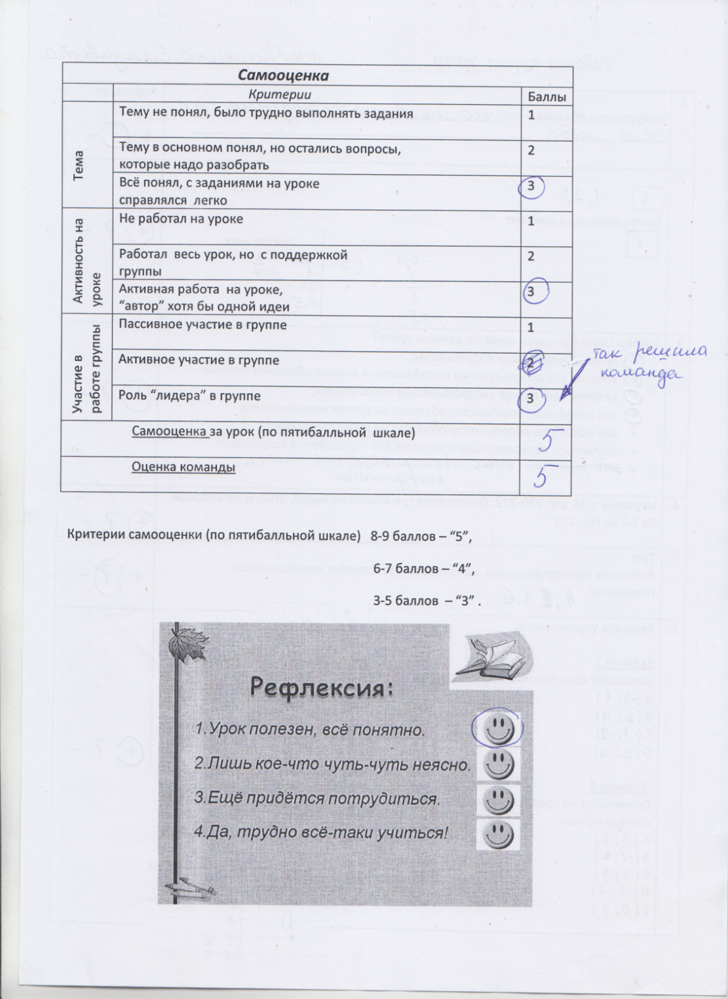 Самооценка
Критерии Баллы
Тема
Тему не понял, было трудно выполнять задания 1
Тему в основном понял, но остались вопросы, 2
которые надо разобрать
Всё понял, с заданиями на уроке 3
справлялся легко
Активность на
уроке
Не работал на уроке 1
Работал весь урок, но с поддержкой 2
группы
Активная работа на уроке, 3
“автор” хотя бы одной идеи
Участие в
работе группы
Пассивное участие в группе 1
Активное участие в группе 2
так решила
команда
Роль “лидера” в группе 3
Самооценка за урок (по пятибалльной шкале) 5
Оценка команды 5
Критерии самооценки (по пятибалльной шкале) 8-9 баллов – “5”,
6-7 баллов – “4”,
3-5 баллов – “3” .
Рефлексия:
1.Урок полезен, всё понятно.
2.Лишь кое-что чуть-чуть неясно.
3.Ещё придётся потрудиться.
4.Да, трудно всё-таки учиться!